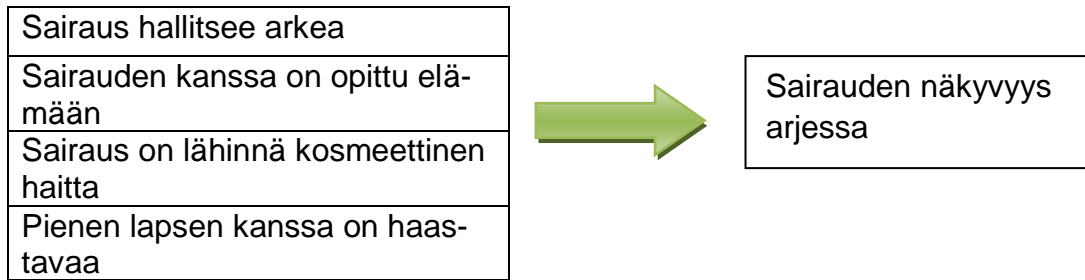 Sairaus hallitsee arkea
Sairauden kanssa on opittu elä-
mään
Sairaus on lähinnä kosmeettinen
haitta
Pienen lapsen kanssa on haas-
tavaa
Sairauden näkyvyys
arjessa